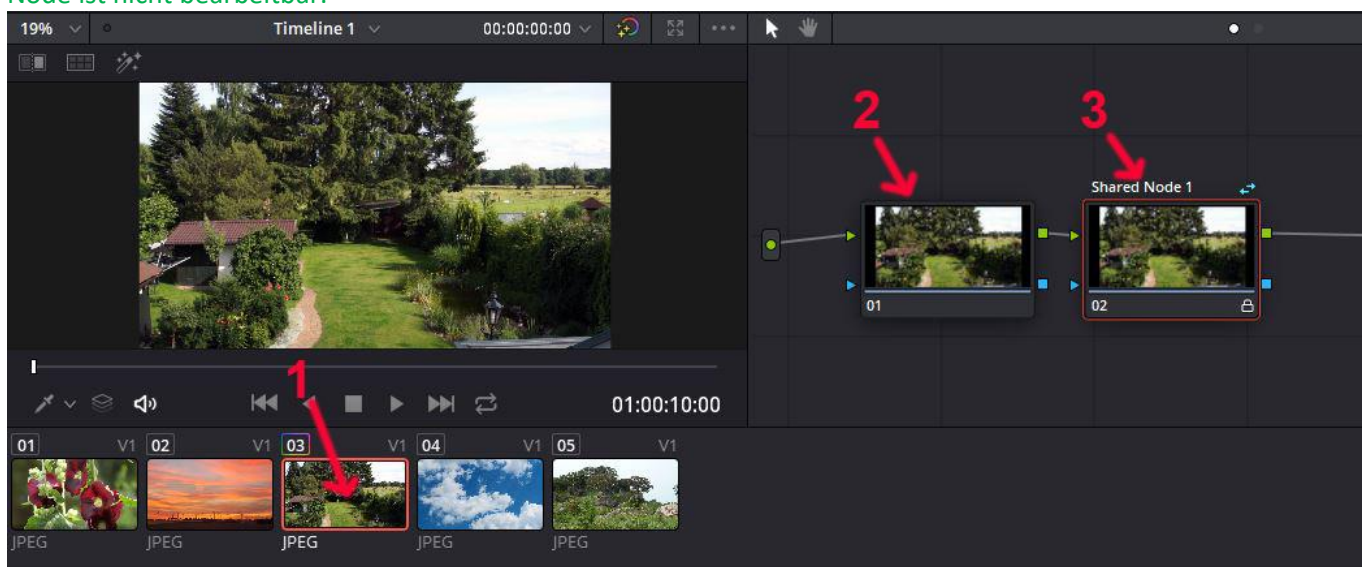 Node ist nicht bearbeitbar.
19% Timeline 1 00:00:00:00
2 3
Shared Node 1
01 02
1
01:00:10:00
01 V1 02 V1 03 V1 04 V1 05 V1
JPEG JPEG JPEG JPEG JPEG